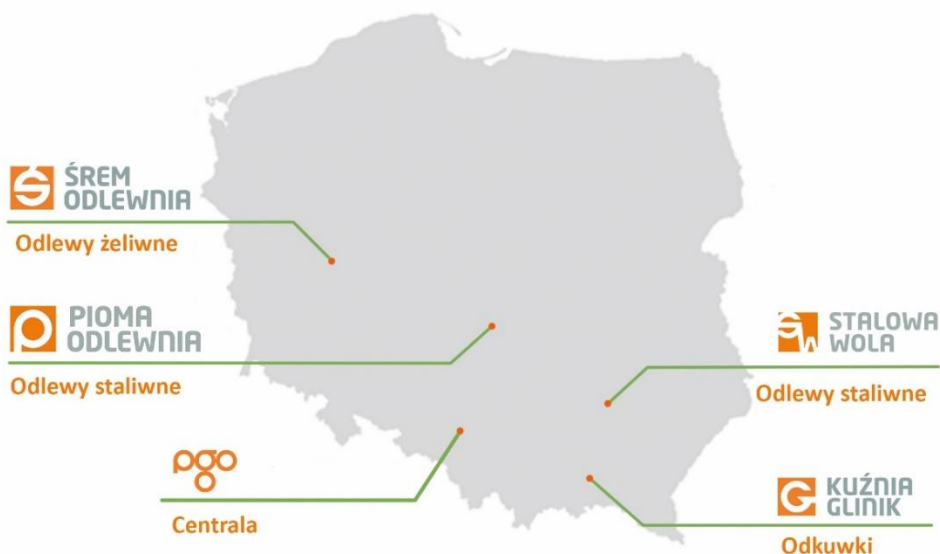 ŚREM
ODLEWNIA
Odlewy żeliwne
PIOMA
ODLEWNIA
Odlewy staliwne
STALOWA
WOLA
Odlewy staliwne
pgo
Centrala
KUŹNIA
GLINIK
Odkuwki